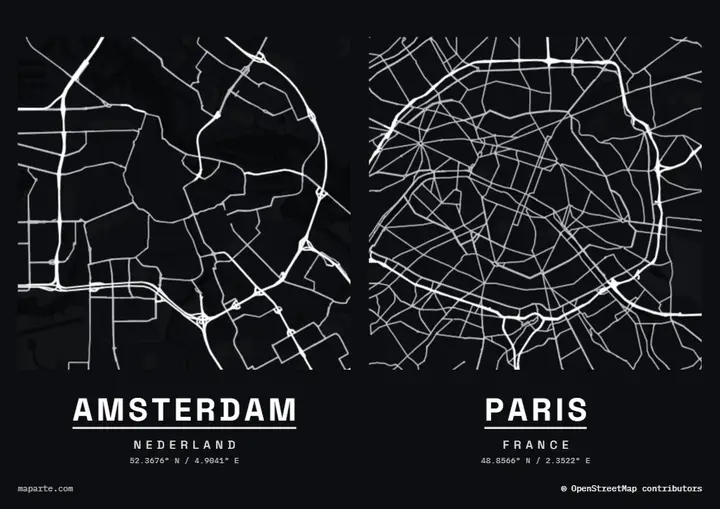 AMSTERDAM
NEDERLAND
52.3676° N / 4.9041° E
PARIS
FRANCE
48.8566° N / 2.3522° E
maparte.com
© OpenStreetMap contributors